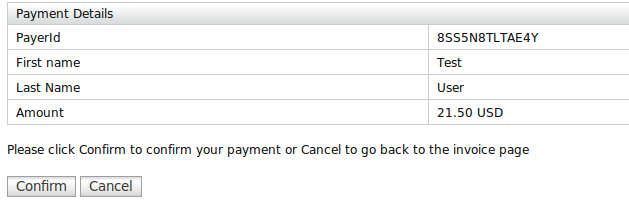 Payment Details
PayerId 8SS5N8TLTAE4Y
First name Test
Last Name User
Amount 21.50 USD
Please click Confirm to confirm your payment or Cancel to go back to the invoice page
Confirm Cancel